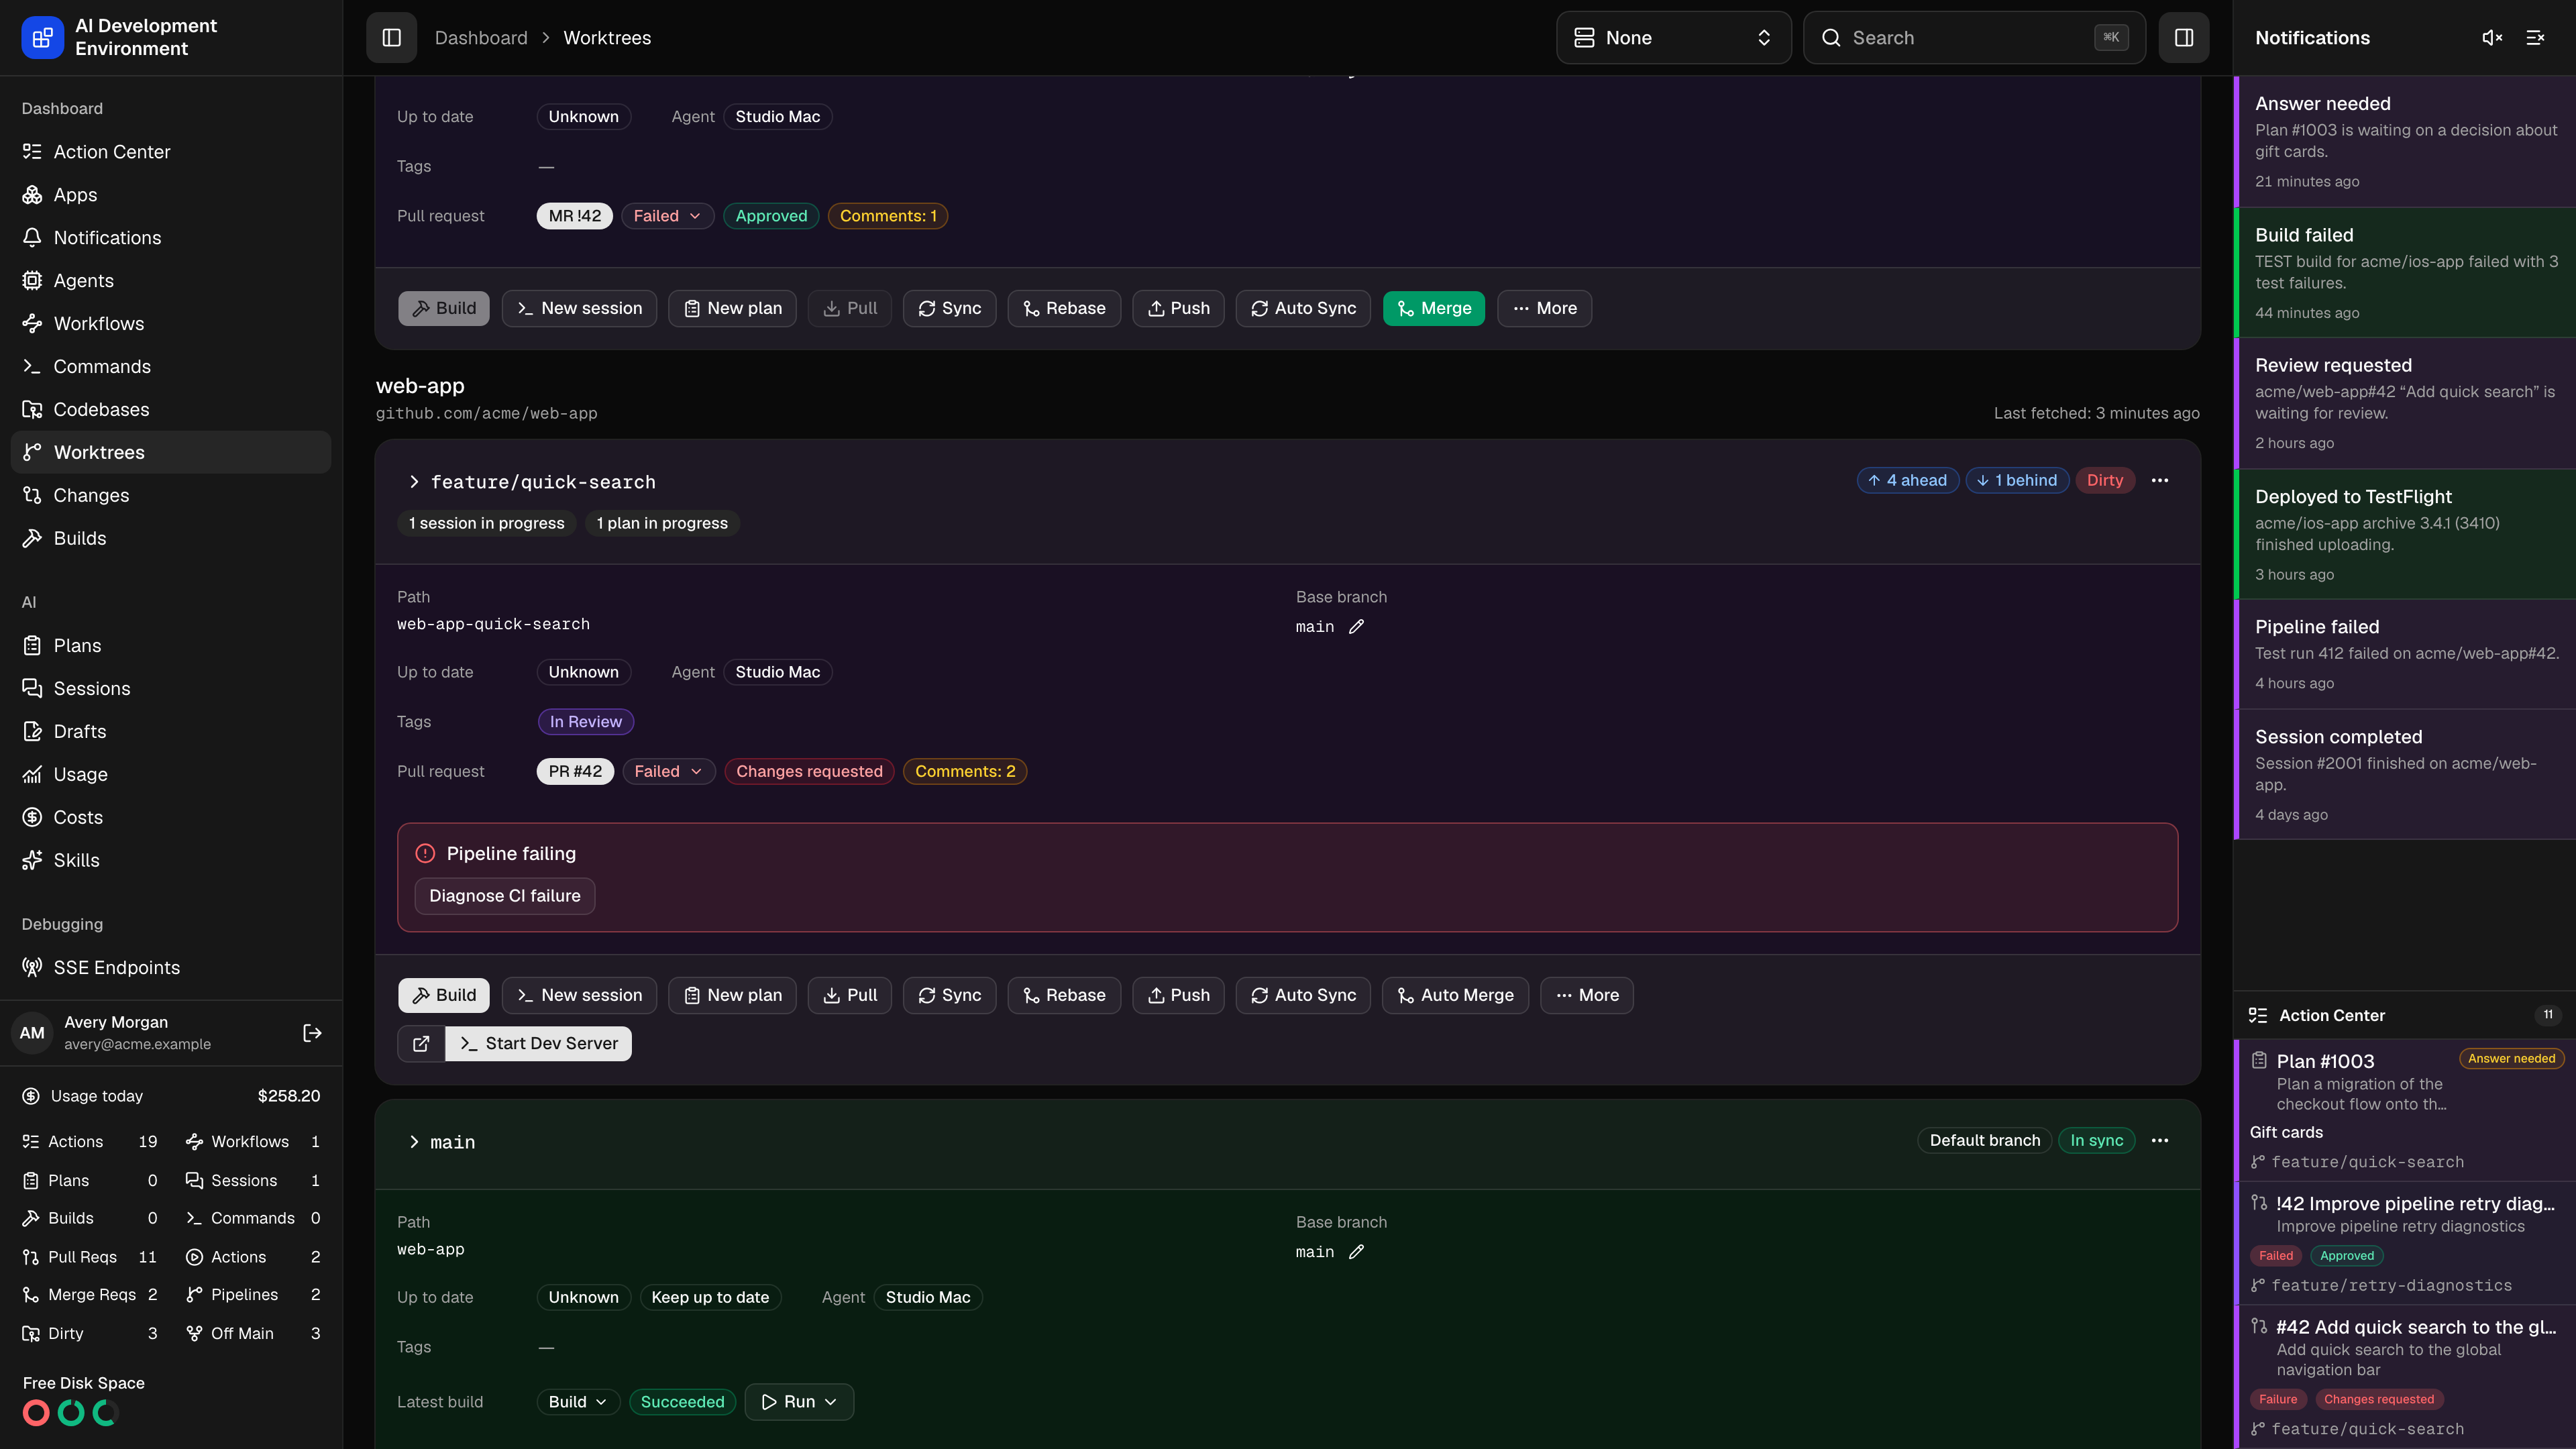 AI Development
Environment
Dashboard
Action Center
Apps
Notifications
Agents
Workflows
Commands
Codebases
Worktrees
Changes
Builds
AI
Plans
Sessions
Drafts
Usage
Costs
Skills
Debugging
SSE Endpoints
AM
Avery Morgan
avery@acme.example
Usage today $258.20
Actions 19 Workflows 1
Plans 0 Sessions 1
Builds 0 Commands 0
Pull Reqs 11 Actions 2
Merge Reqs 2 Pipelines 2
Dirty 3 Off Main 3
Free Disk Space
Dashboard > Worktrees
None
Search ⌘K
Up to date Unknown Agent Studio Mac
Tags —
Pull request MR !42 Failed Approved Comments: 1
Build New session New plan Pull Sync Rebase Push Auto Sync Merge More
web-app
github.com/acme/web-app Last fetched: 3 minutes ago
feature/quick-search 4 ahead 1 behind Dirty
1 session in progress 1 plan in progress
Path Base branch
web-app-quick-search main
Up to date Unknown Agent Studio Mac
Tags In Review
Pull request PR #42 Failed Changes requested Comments: 2
Pipeline failing
Diagnose CI failure
Build New session New plan Pull Sync Rebase Push Auto Sync Auto Merge More
Start Dev Server
main Default branch In sync
Path Base branch
web-app main
Up to date Unknown Keep up to date Agent Studio Mac
Tags —
Latest build Build Succeeded Run
Notifications
Answer needed
Plan #1003 is waiting on a decision about
gift cards.
21 minutes ago
Build failed
TEST build for acme/ios-app failed with 3
test failures.
44 minutes ago
Review requested
acme/web-app#42 “Add quick search” is
waiting for review.
2 hours ago
Deployed to TestFlight
acme/ios-app archive 3.4.1 (3410)
finished uploading.
3 hours ago
Pipeline failed
Test run 412 failed on acme/web-app#42.
4 hours ago
Session completed
Session #2001 finished on acme/web-
app.
4 days ago
Action Center 11
Plan #1003 Answer needed
Plan a migration of the
checkout flow onto th…
Gift cards
feature/quick-search
!42 Improve pipeline retry diag…
Improve pipeline retry diagnostics
Failed Approved
feature/retry-diagnostics
#42 Add quick search to the gl…
Add quick search to the global
navigation bar
Failure Changes requested
feature/quick-search